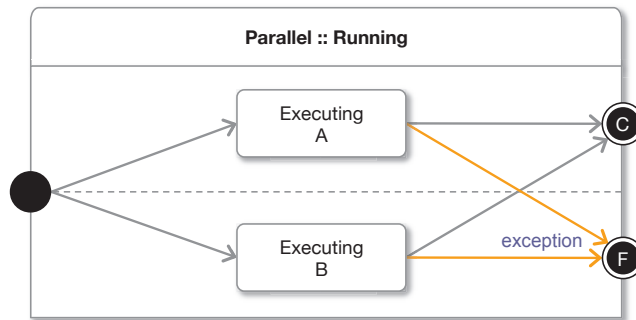 Parallel :: Running
Executing
A
C
exception
F
Executing
B